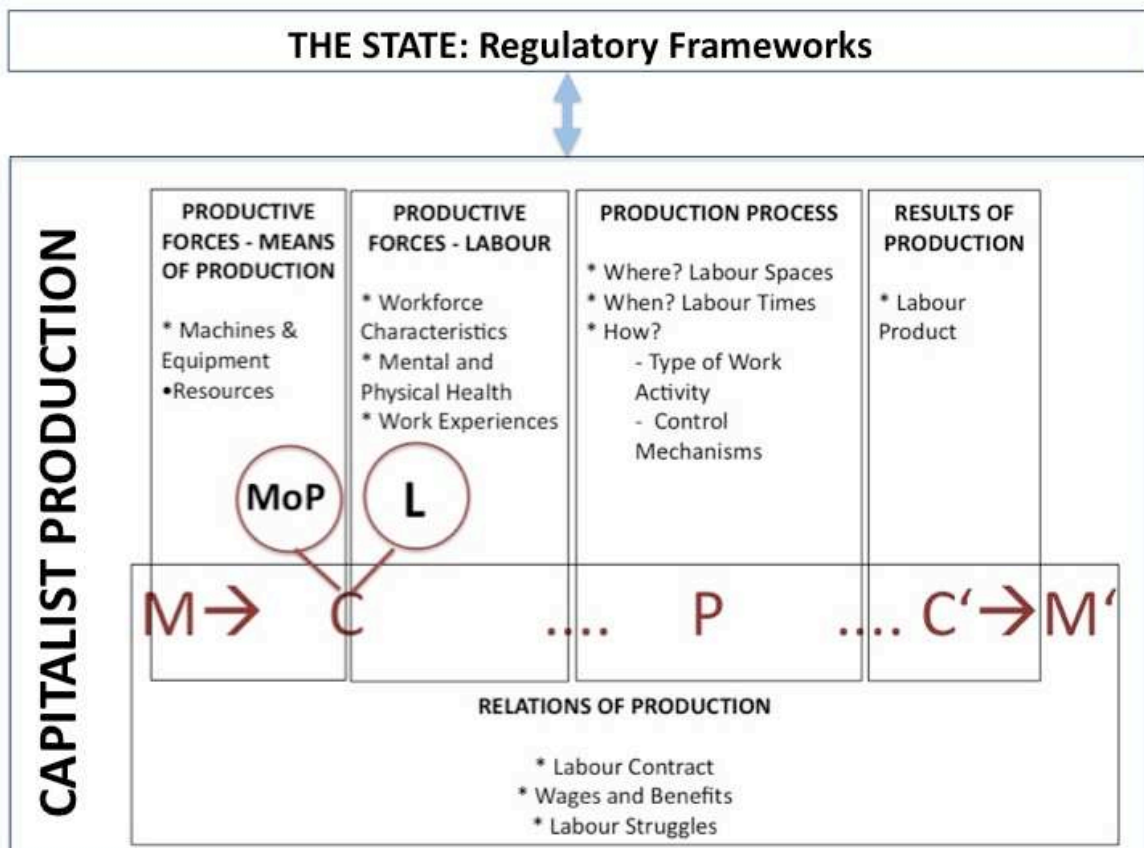 THE STATE: Regulatory Frameworks
CAPITALIST PRODUCTION
PRODUCTIVE
FORCES - MEANS
OF PRODUCTION
* Machines &
Equipment
•Resources
PRODUCTIVE
FORCES - LABOUR
* Workforce
Characteristics
* Mental and
Physical Health
* Work Experiences
PRODUCTION PROCESS
* Where? Labour Spaces
* When? Labour Times
* How?
- Type of Work
Activity
- Control
Mechanisms
RESULTS OF
PRODUCTION
* Labour
Product
MoP
L
M→ C .... P .... C‘→M‘
RELATIONS OF PRODUCTION
* Labour Contract
* Wages and Benefits
* Labour Struggles